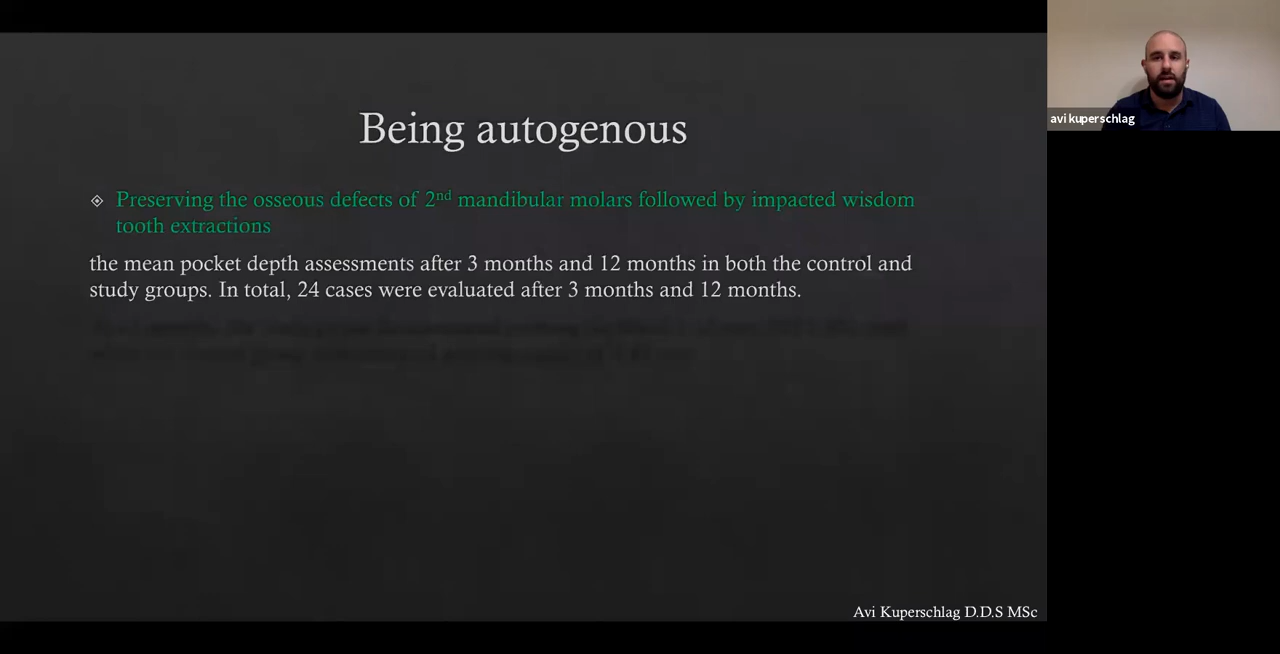 avi kuperschlag
Being autogenous
Preserving the osseous defects of 2nd mandibular molars followed by impacted wisdom
tooth extractions
the mean pocket depth assessments after 3 months and 12 months in both the control and
study groups. In total, 24 cases were evaluated after 3 months and 12 months.
Avi Kuperschlag D.D.S MSc